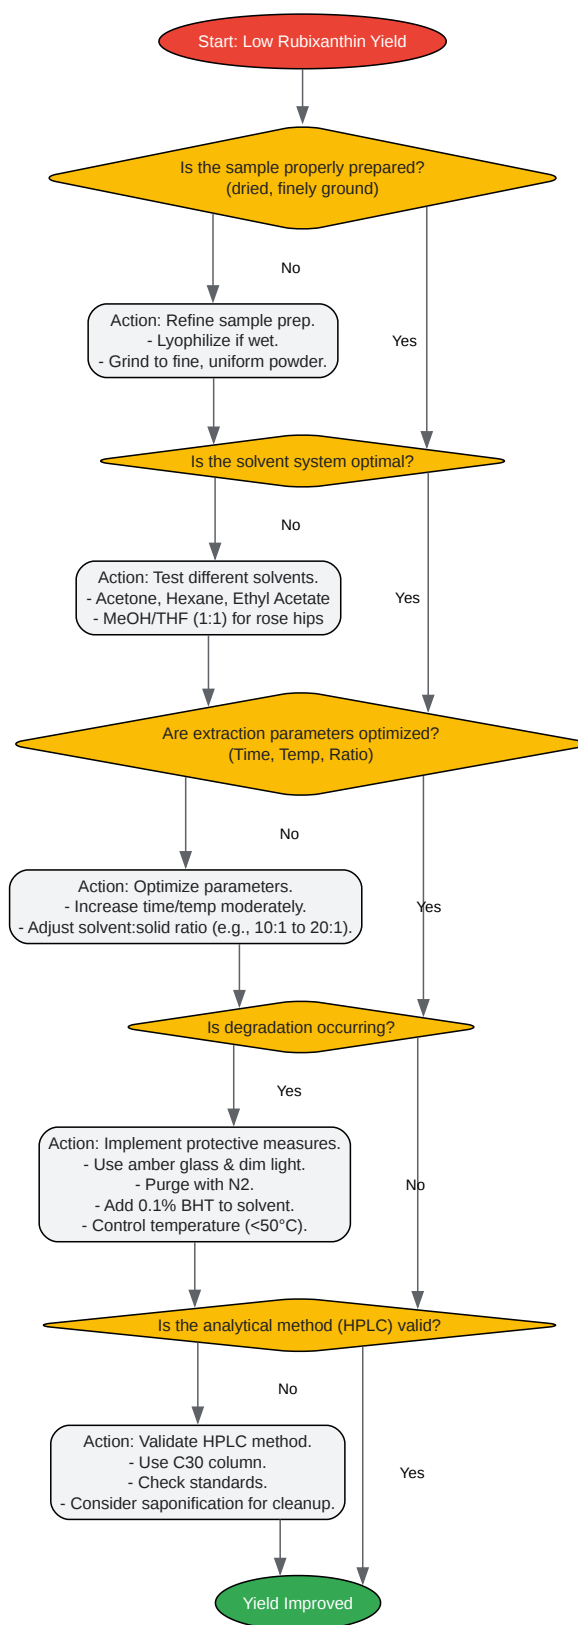 Start: Low Rubixanthin Yield
Is the sample properly prepared?
(dried, finely ground)
No
Action: Refine sample prep.
- Lyophilize if wet.
- Grind to fine, uniform powder.
Yes
Is the solvent system optimal?
No
Action: Test different solvents.
- Acetone, Hexane, Ethyl Acetate
- MeOH/THF (1:1) for rose hips
Yes
Are extraction parameters optimized?
(Time, Temp, Ratio)
No
Action: Optimize parameters.
- Increase time/temp moderately.
- Adjust solvent:solid ratio (e.g., 10:1 to 20:1).
Yes
Is degradation occurring?
Yes
Action: Implement protective measures.
- Use amber glass & dim light.
- Purge with N2.
- Add 0.1% BHT to solvent.
- Control temperature (<50°C).
No
Is the analytical method (HPLC) valid?
No
Action: Validate HPLC method.
- Use C30 column.
- Check standards.
- Consider saponification for cleanup.
Yes
Yield Improved